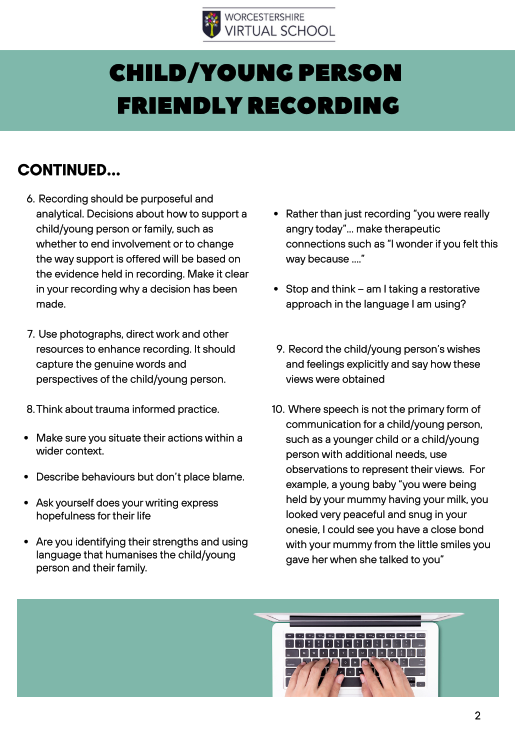 WORCESTERSHIRE
VIRTUAL SCHOOL
CHILD/YOUNG PERSON
FRIENDLY RECORDING
CONTINUED...
6. Recording should be purposeful and
analytical. Decisions about how to support a
child/young person or family, such as
whether to end involvement or to change
the way support is offered will be based on
the evidence held in recording. Make it clear
in your recording why a decision has been
made.
7. Use photographs, direct work and other
resources to enhance recording. It should
capture the genuine words and
perspectives of the child/young person.
8. Think about trauma informed practice.
• Make sure you situate their actions within a
wider context.
• Describe behaviours but don’t place blame.
• Ask yourself does your writing express
hopefulness for their life
• Are you identifying their strengths and using
language that humanises the child/young
person and their family.
• Rather than just recording “you were really
angry today”... make therapeutic
connections such as “I wonder if you felt this
way because ....”
• Stop and think – am I taking a restorative
approach in the language I am using?
9. Record the child/young person’s wishes
and feelings explicitly and say how these
views were obtained
10. Where speech is not the primary form of
communication for a child/young person,
such as a younger child or a child/young
person with additional needs, use
observations to represent their views. For
example, a young baby “you were being
held by your mummy having your milk, you
looked very peaceful and snug in your
onesie, I could see you have a close bond
with your mummy from the little smiles you
gave her when she talked to you”
2